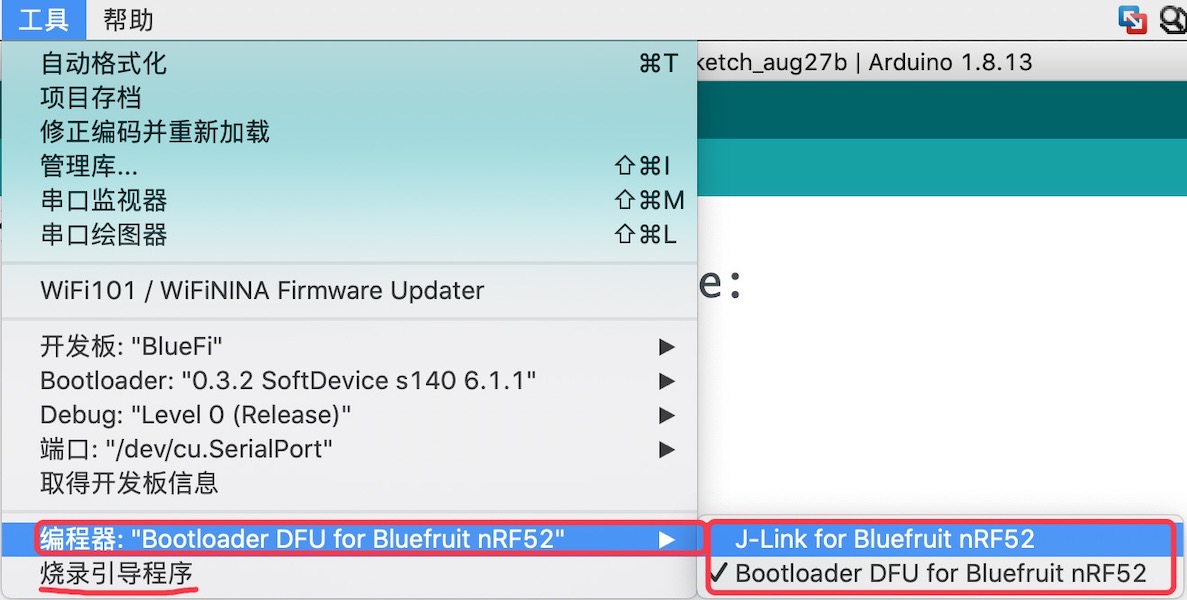 工具 帮助
自动格式化 ⌘T ketch_aug27b | Arduino 1.8.13
项目存档
修正编码并重新加载
管理库... ⇧⌘I
串口监视器 ⇧⌘M
串口绘图器 ⇧⌘L
WiFi101 / WiFiNINA Firmware Updater
e:
开发板: "BlueFi"
Bootloader: "0.3.2 SoftDevice s140 6.1.1"
Debug: "Level 0 (Release)"
端口: "/dev/cu.SerialPort"
取得开发板信息
编程器: "Bootloader DFU for Bluefruit nRF52" J-Link for Bluefruit nRF52
烧录引导程序 ✓ Bootloader DFU for Bluefruit nRF52